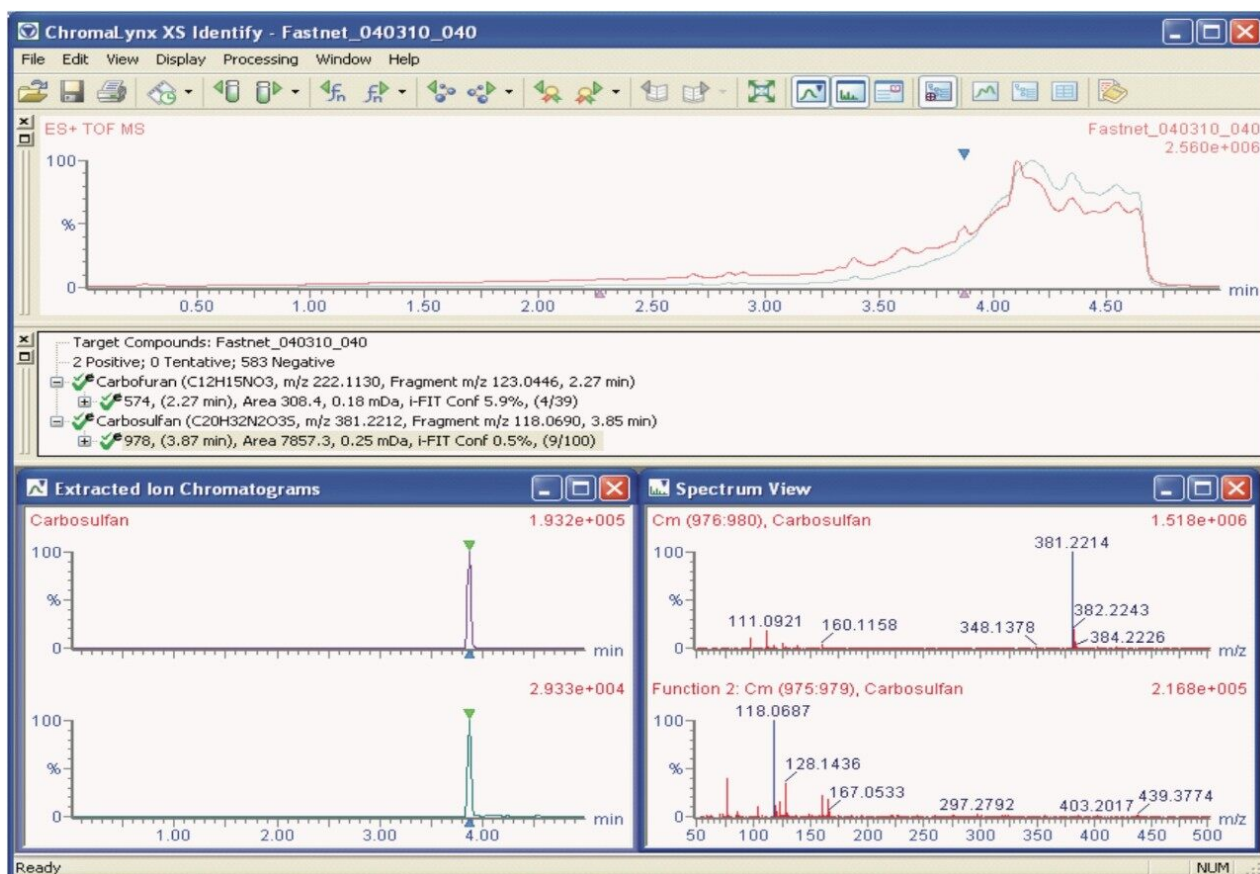 ChromaLynx XS Identify - Fastnet_040310_040
File Edit View Display Processing Window Help
ES+ TOF MS
Fastnet_040310_040
2.560e+006
100
%
0
0.50 1.00 1.50 2.00 2.50 3.00 3.50 4.00 4.50 min
Target Compounds: Fastnet_040310_040
2 Positive; 0 Tentative; 583 Negative
Carbofuran (C12H15NO3, m/z 222.1130, Fragment m/z 123.0446, 2.27 min)
574, (2.27 min), Area 308.4, 0.18 mDa, i-FIT Conf 5.9%, (4/39)
Carbosulfan (C20H32N2O3S, m/z 381.2212, Fragment m/z 118.0690, 3.85 min)
978, (3.87 min), Area 7857.3, 0.25 mDa, i-FIT Conf 0.5%, (9/100)
Extracted Ion Chromatograms
Carbosulfan 1.932e+005
100
%
0
min
2.933e+004
100
%
0
1.00 2.00 3.00 4.00 min
Spectrum View
Cm (976:980), Carbosulfan 1.518e+006
381.2214
100
%
111.0921 160.1158 348.1378 382.2243
384.2226
0
m/z
Function 2: Cm (975:979), Carbosulfan 2.168e+005
118.0687
100
%
128.1436
167.0533
297.2792 403.2017 439.3774
0
50 100 150 200 250 300 350 400 450 500 m/z
Ready NUM